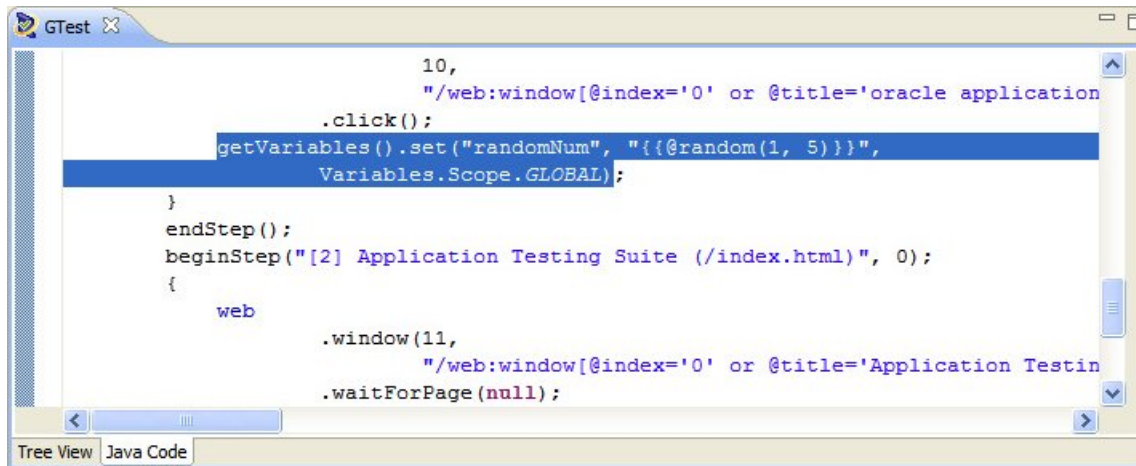 GTest
10,
"/web:window[@index='0' or @title='oracle application
.click();
getVariables().set("randomNum", "{{@random(1, 5)}}",
Variables.Scope.GLOBAL);
}
endStep();
beginStep("[2] Application Testing Suite (/index.html)", 0);
{
web
.window(11,
"/web:window[@index='0' or @title='Application Testin
.waitForPage(null);
Tree View Java Code